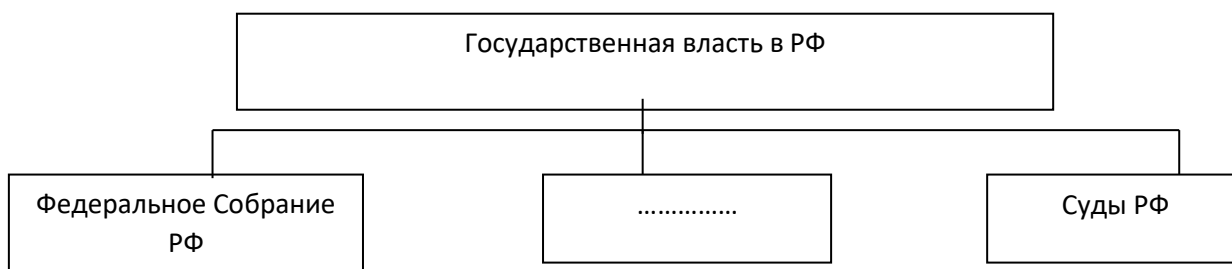 Государственная власть в РФ
Федеральное Собрание
РФ
……………
Суды РФ